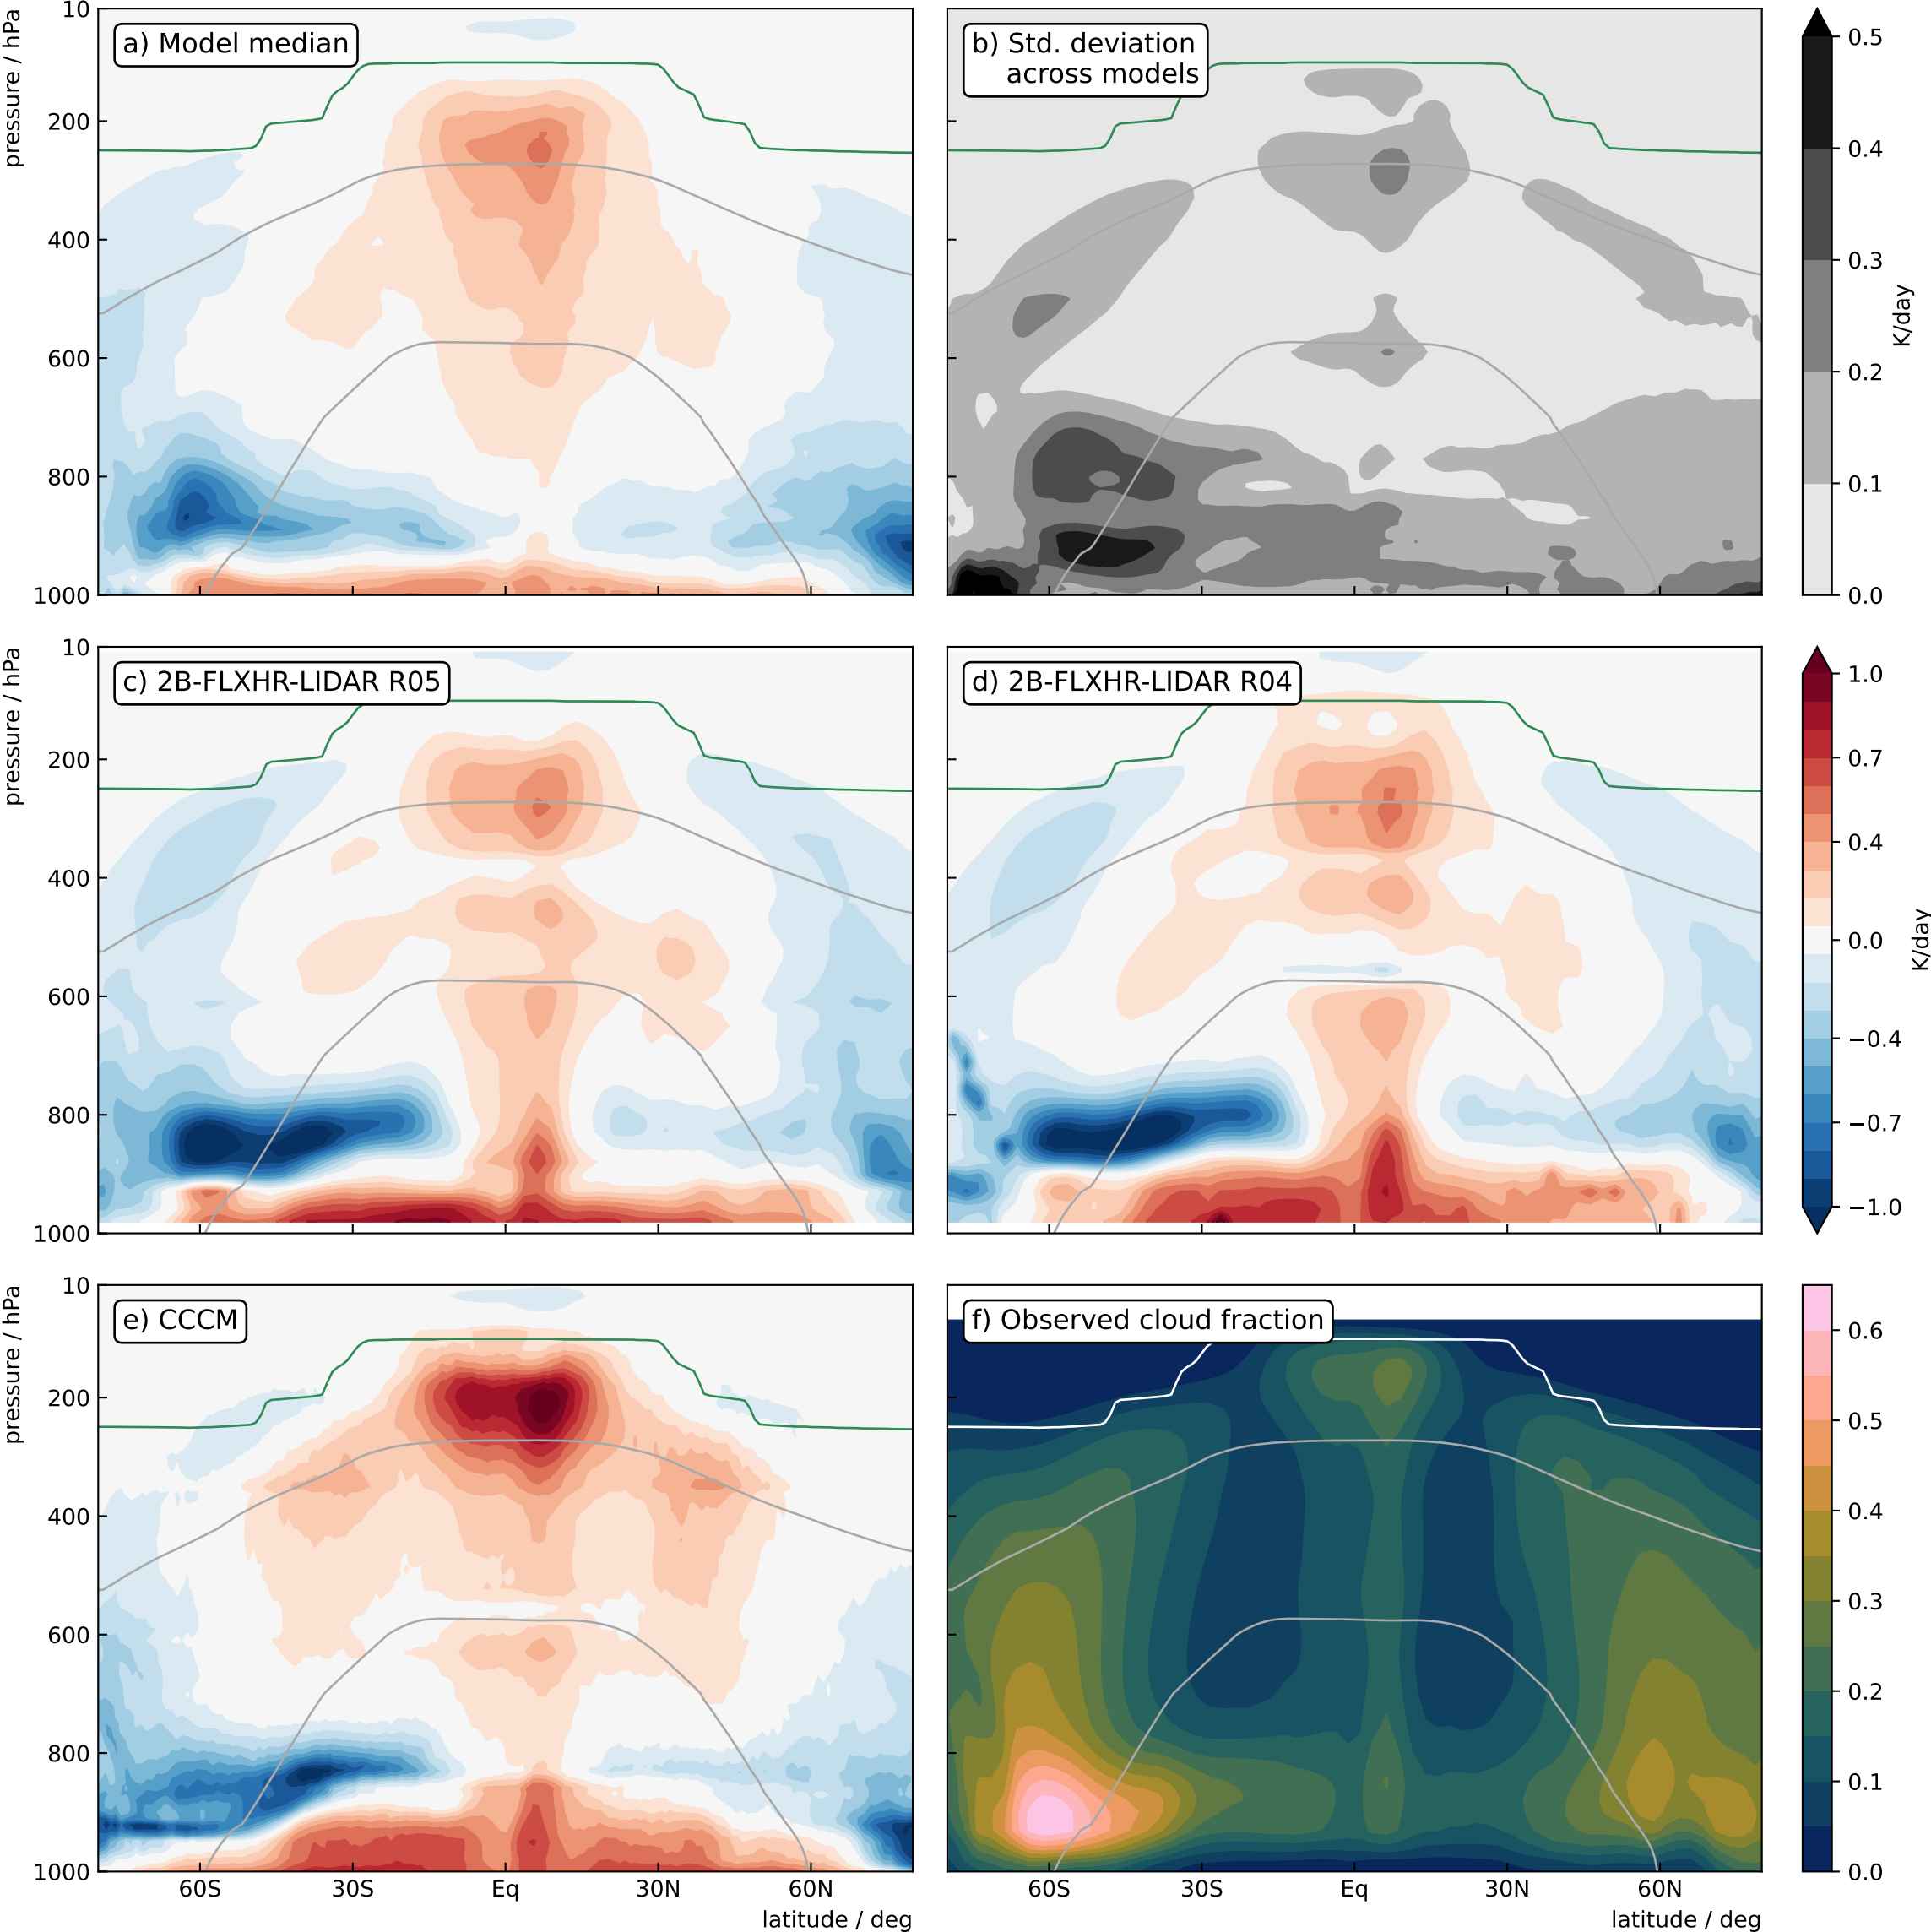 a) Model median
b) Std. deviation
across models
pressure / hPa
10
200
400
600
800
1000
0.5
0.4
0.3
0.2
0.1
0.0
K/day
c) 2B-FLXHR-LIDAR R05
d) 2B-FLXHR-LIDAR R04
pressure / hPa
10
200
400
600
800
1000
1.0
0.7
0.4
0.0
−0.4
−0.7
−1.0
K/day
e) CCCM
f) Observed cloud fraction
pressure / hPa
10
200
400
600
800
1000
60S 30S Eq 30N 60N
latitude / deg
60S 30S Eq 30N 60N
latitude / deg
0.6
0.5
0.4
0.3
0.2
0.1
0.0